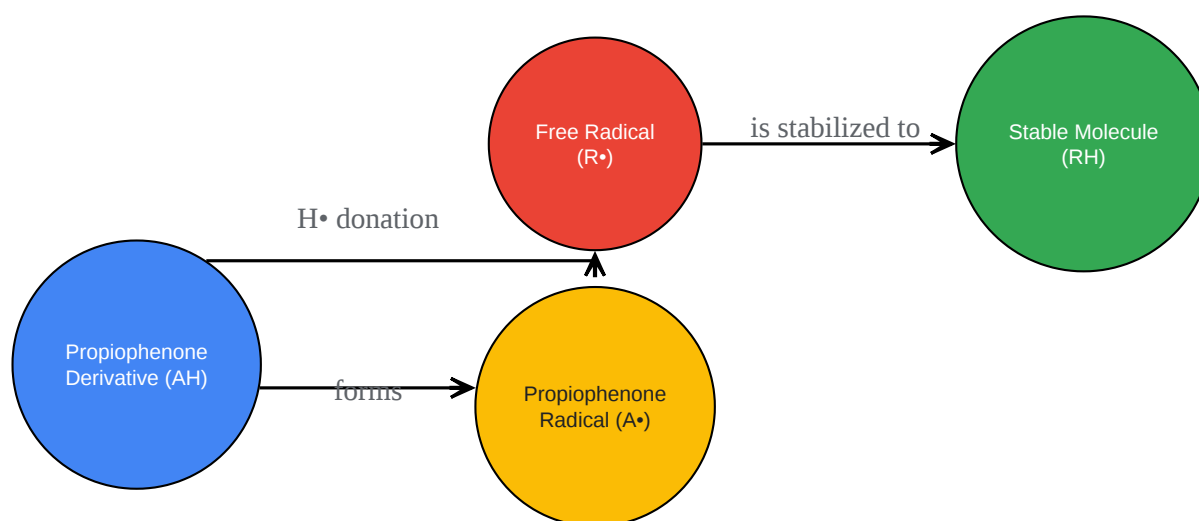 Free Radical
(R•)
is stabilized to
Stable Molecule
(RH)
H• donation
Propiophenone
Derivative (AH)
forms
Propiophenone
Radical (A•)